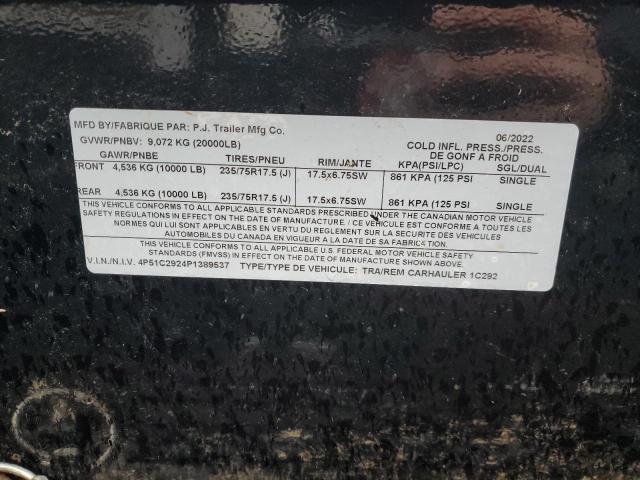 MFD BY/FABRIQUE PAR: P.J. Trailer Mfg Co. 06/2022
GVWR/PNBV: 9,072 KG (20000LB) COLD INFL. PRESS./PRESS.
DE GONF A FROID
GAWR/PNBE TIRES/PNEU RIM/JANTE KPA(PSI/LPC) SGL/DUAL
FRONT 4,536 KG (10000 LB) 235/75R17.5 (J) 17.5x6.75SW 861 KPA (125 PSI SINGLE
REAR 4,536 KG (10000 LB) 235/75R17.5 (J) 17.5x6.75SW 861 KPA (125 PSI SINGLE
THIS VEHICLE CONFORMS TO ALL APPLICABLE STANDARDS PRESCRIBED UNDER THE CANADIAN MOTOR VEHICLE
SAFETY REGULATIONS IN EFFECT ON THE DATE OF MANUFACTURE / CE VEHICULE EST CONFORME A TOUTES LES
NORMES QUI LUI SONT APPLICABLES EN VERTU DU REGLEMENT SUR LA SECURITE DES VEHICULES
AUTOMOBILES DU CANADA EN VIGUEUR A LA DATE DE SA FABRICATION.
THIS VEHICLE CONFORMS TO ALL APPLICABLE U.S. FEDERAL MOTOR VEHICLE SAFETY
STANDARDS (FMVSS) IN EFFECT ON THE DATE OF MANUFACTURE SHOWN ABOVE.
V.I.N./N.I.V. 4P51C2924P1389537 TYPE/TYPE DE VEHICULE: TRA/REM CARHAULER 1C292